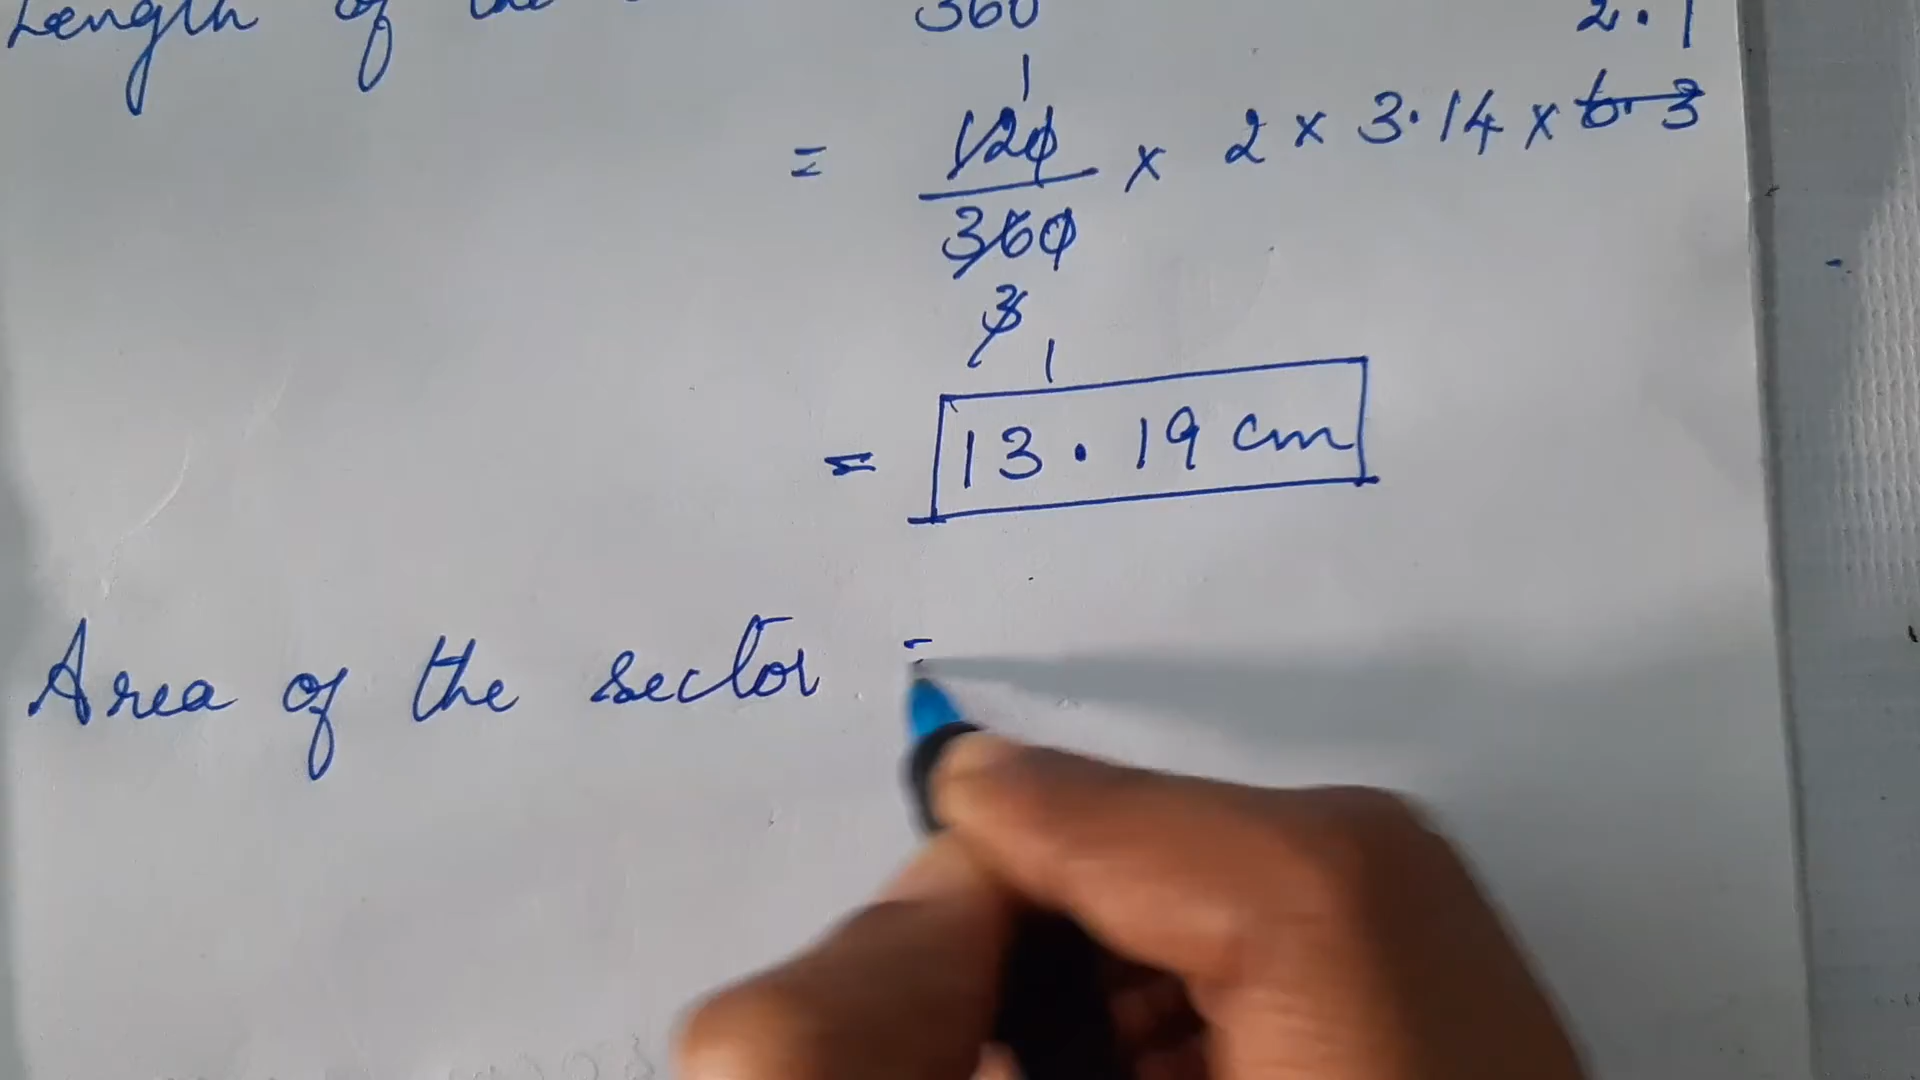 Length of the 360 2.1
1
= 120 × 2 × 3.14 × 6.3
360
3
1
= 13.19 cm
Area of the sector =